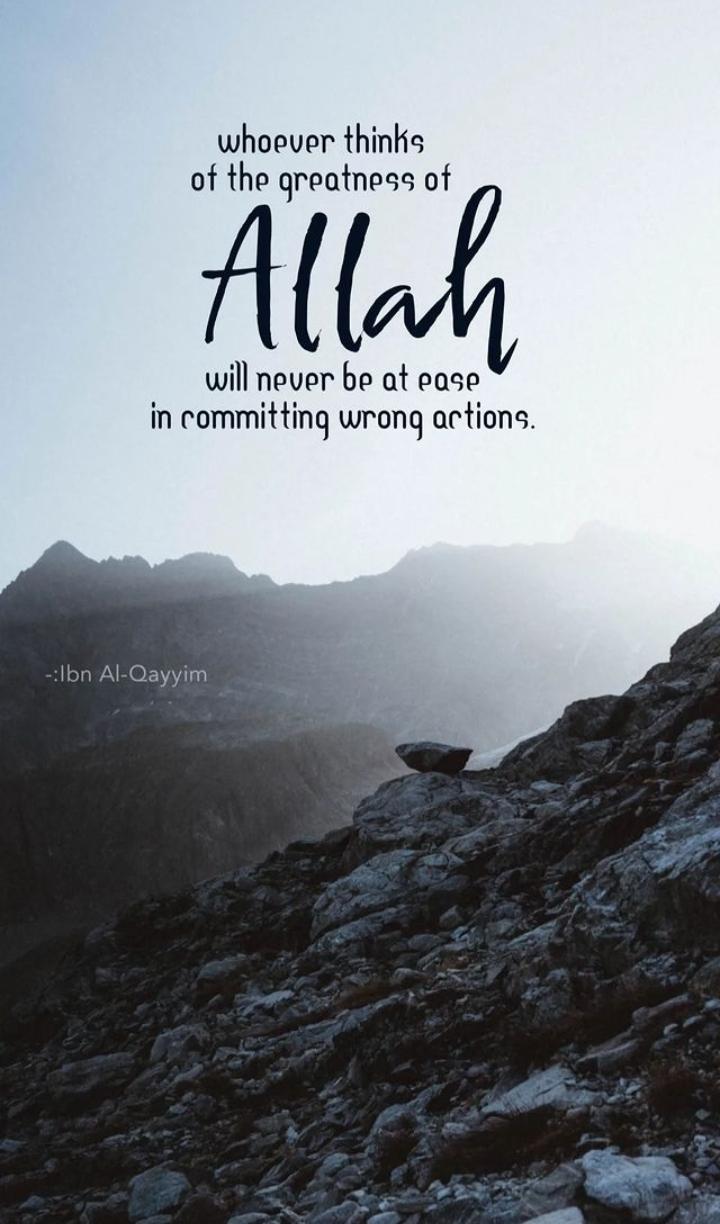 whoever thinks
of the greatness of
Allah
will never be at ease
in committing wrong actions.
-:Ibn Al-Qayyim